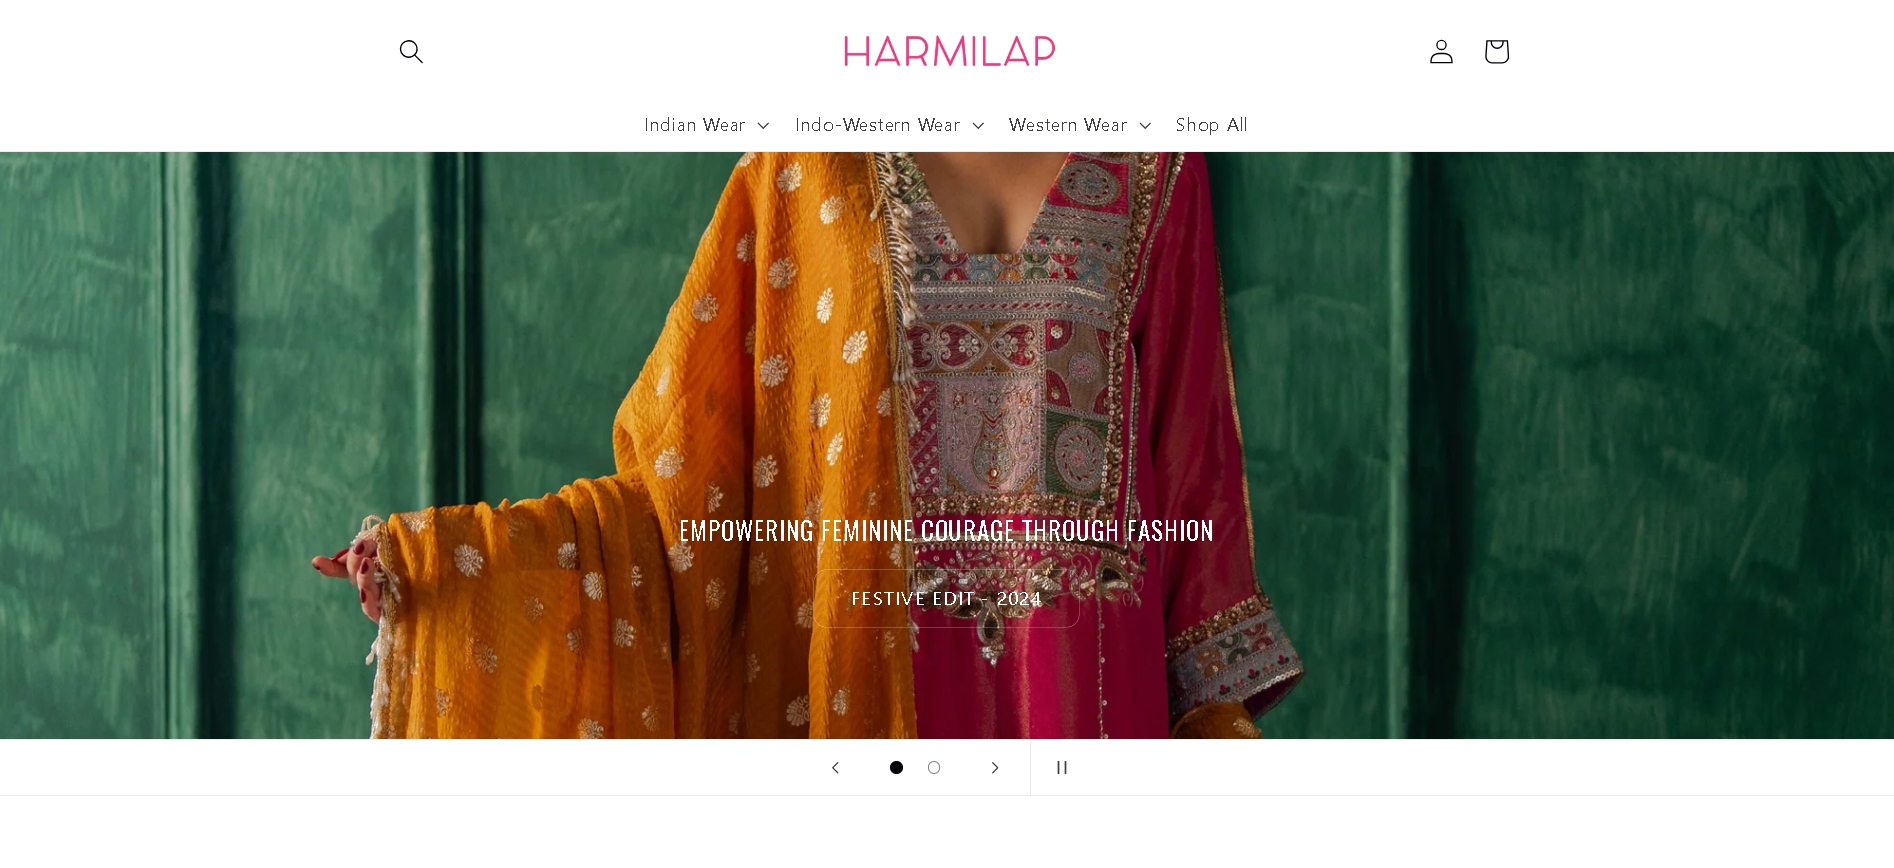 HARMILAP
Indian Wear Indo-Western Wear Western Wear Shop All
EMPOWERING FEMININE COURAGE THROUGH FASHION
FESTIVE EDIT - 2024